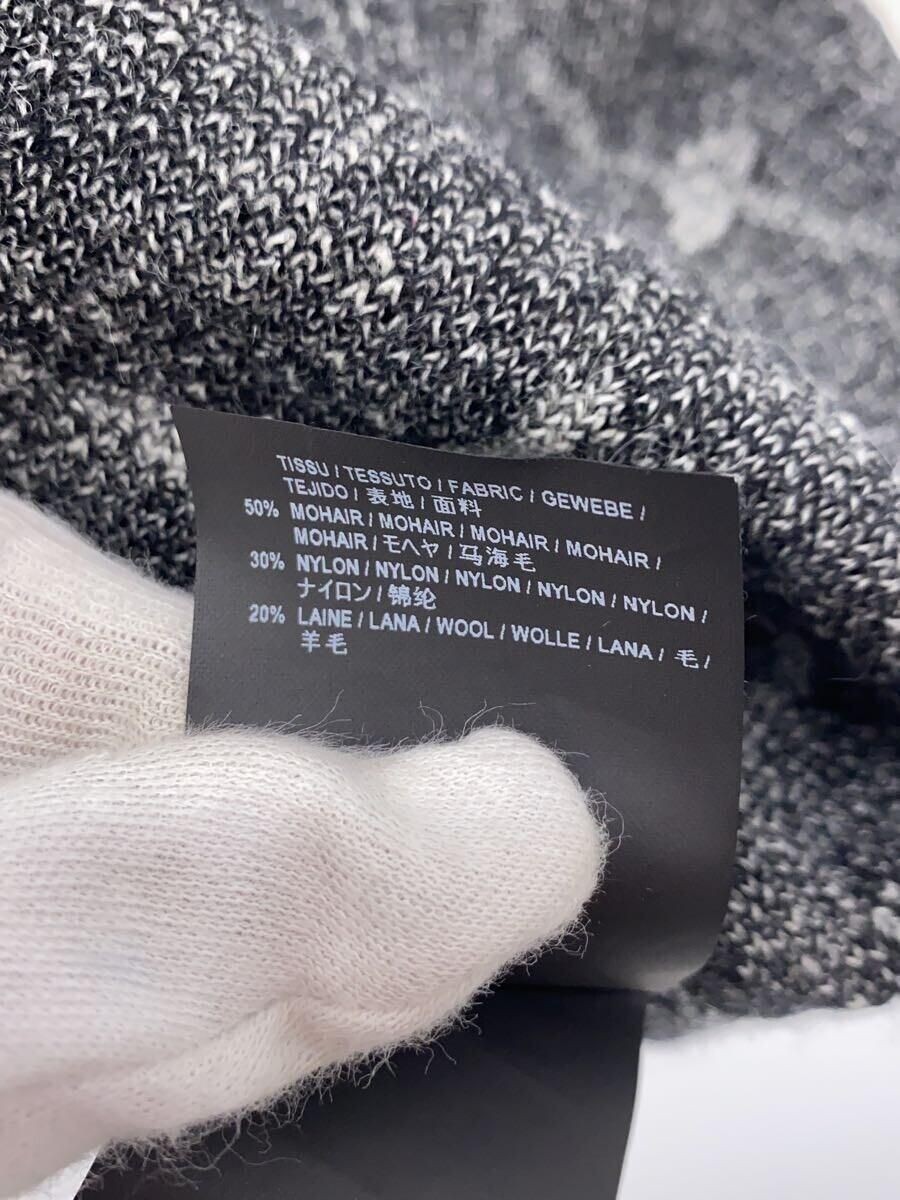 TISSU / TESSUTO / FABRIC / GEWEBE /
TEJIDO / 表地 / 面料
50% MOHAIR / MOHAIR / MOHAIR / MOHAIR /
MOHAIR / モヘヤ / 马海毛
30% NYLON / NYLON / NYLON / NYLON / NYLON /
ナイロン / 锦纶
20% LAINE / LANA / WOOL / WOLLE / LANA / 毛 /
羊毛